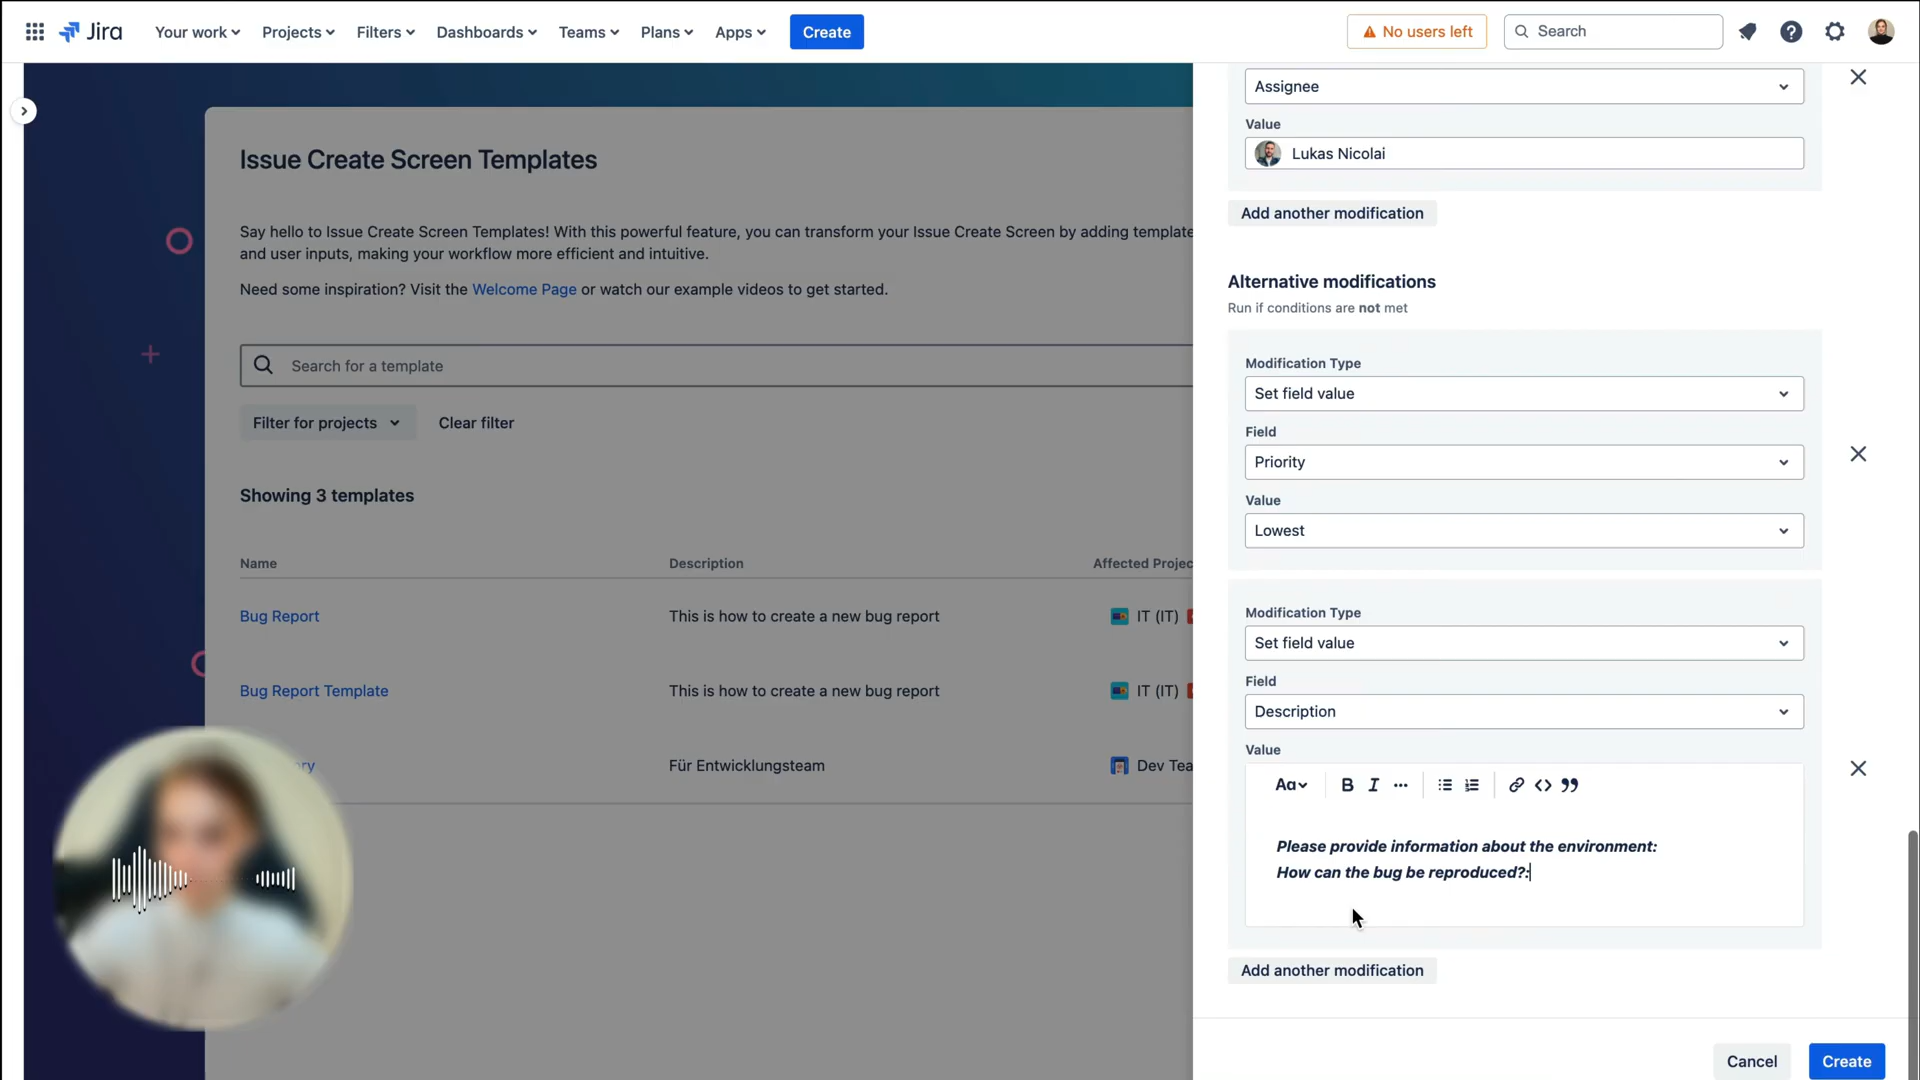 Jira
Your work
Projects
Filters
Dashboards
Teams
Plans
Apps
Create
No users left
Search
Issue Create Screen Templates
Say hello to Issue Create Screen Templates! With this powerful feature, you can transform your Issue Create Screen by adding template
and user inputs, making your workflow more efficient and intuitive.
Need some inspiration? Visit the Welcome Page or watch our example videos to get started.
Search for a template
Filter for projects
Clear filter
Showing 3 templates
Name Description Affected Projec
Bug Report This is how to create a new bug report IT (IT)
Bug Report Template This is how to create a new bug report IT (IT)
Für Entwicklungsteam Dev Tea
Assignee
Value
Lukas Nicolai
Add another modification
Alternative modifications
Run if conditions are not met
Modification Type
Set field value
Field
Priority
Value
Lowest
Modification Type
Set field value
Field
Description
Value
Aa B I
Please provide information about the environment:
How can the bug be reproduced?:
Add another modification
Cancel
Create